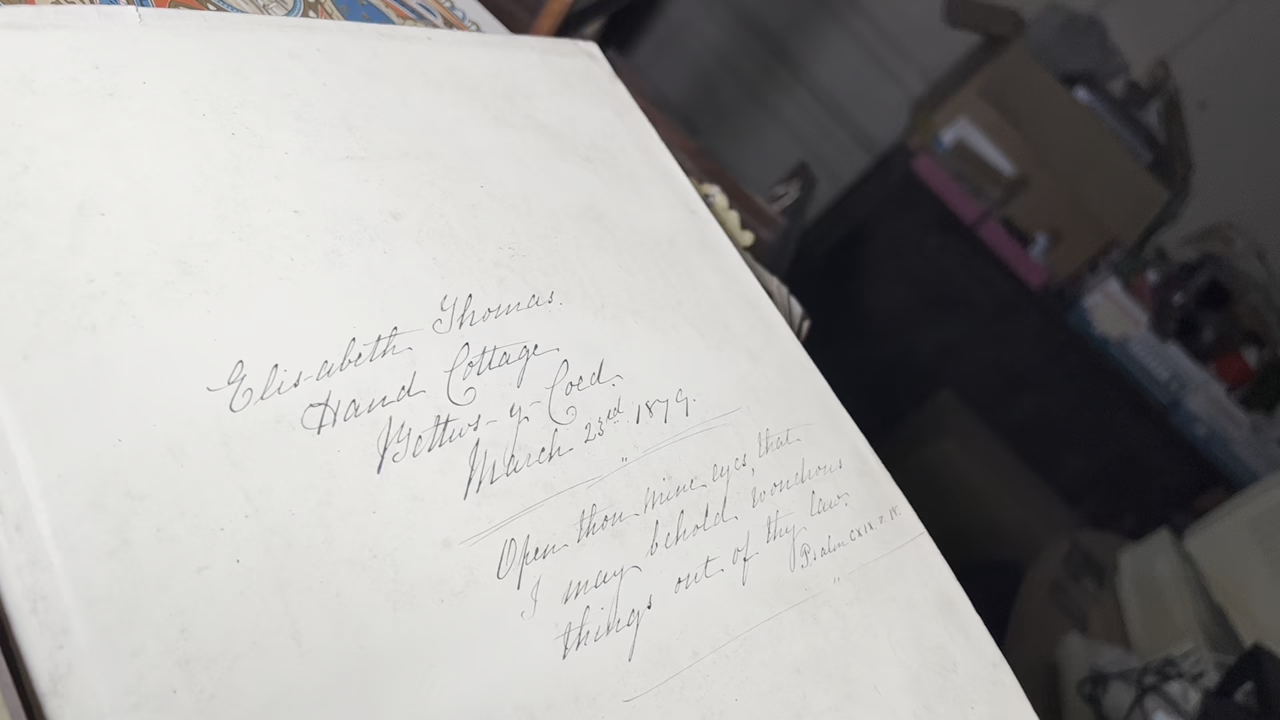 Elisabeth Thomas.
Hand Cottage
Bettws-y-Coed.
March 23rd 1879.
"
Open thou mine eyes, that
I may behold wondrous
things out of thy law.
Psalm CXIX. v. 18.
"